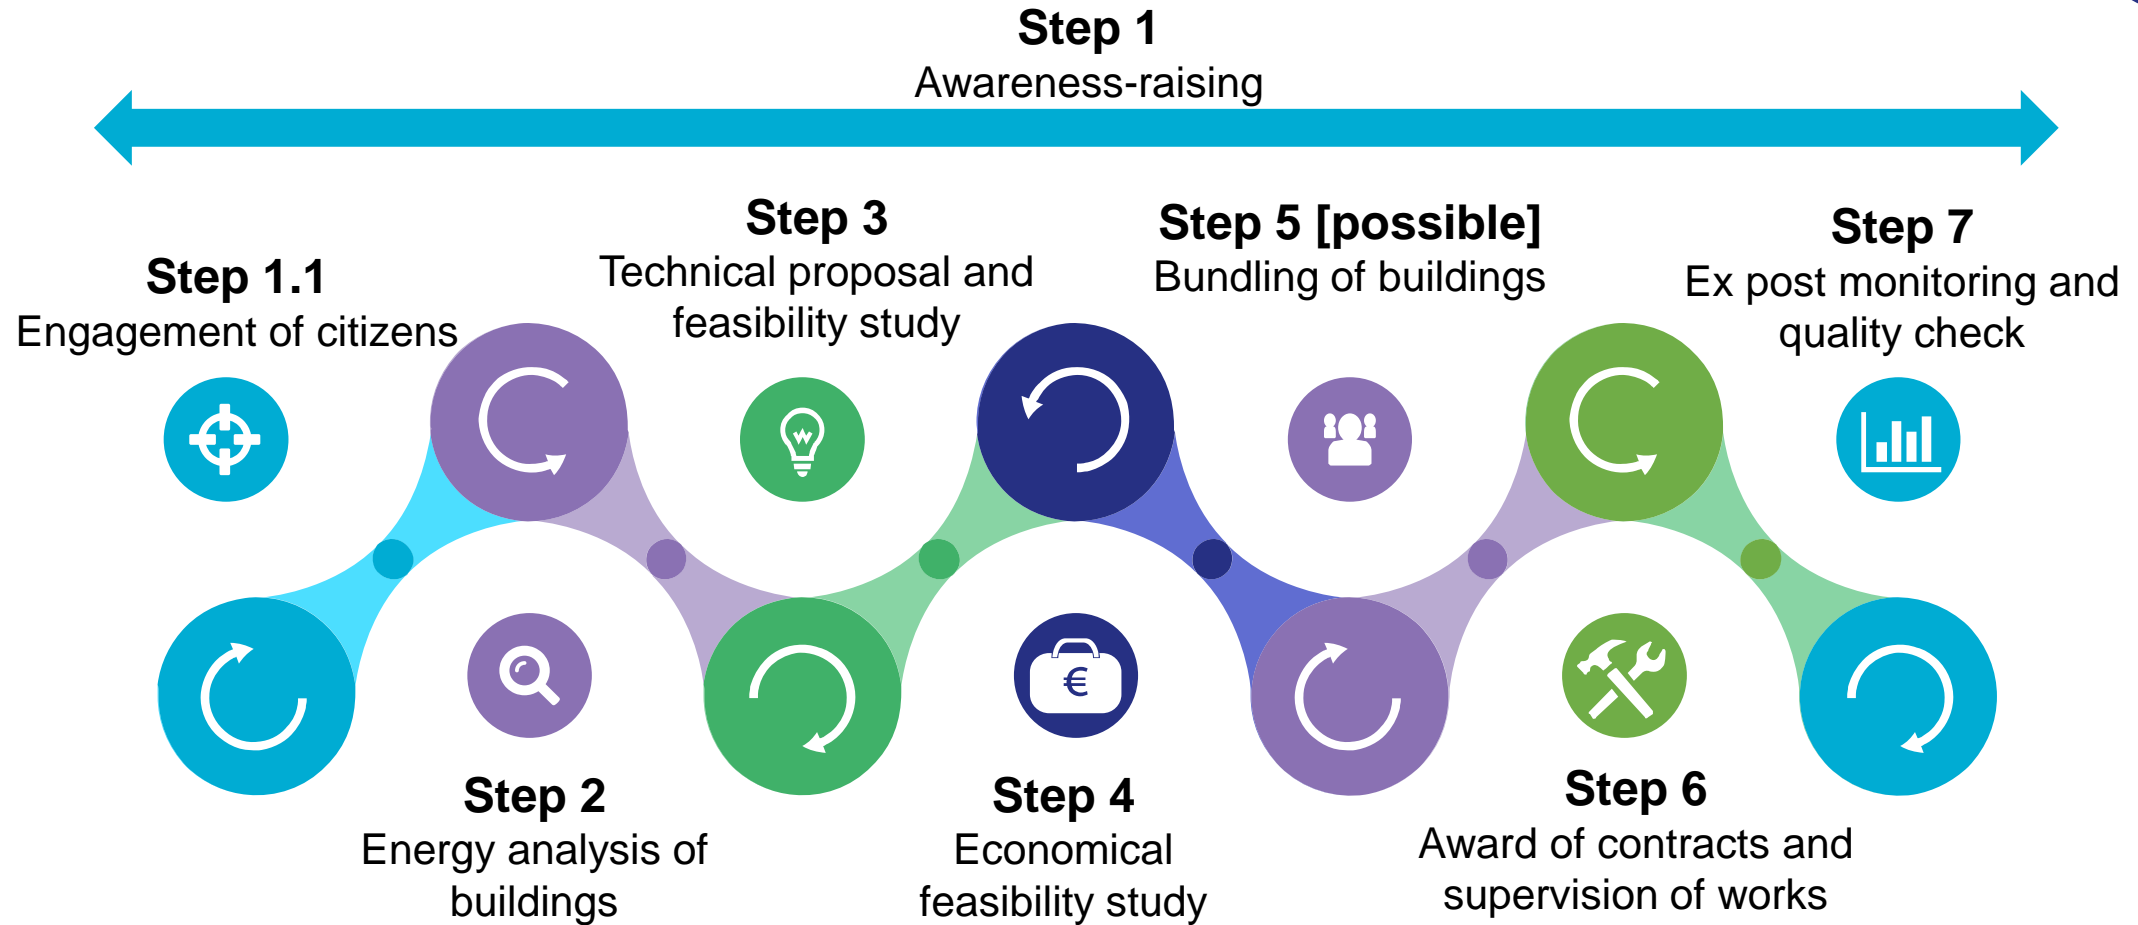 Step 1
Awareness-raising
Step 1.1
Engagement of citizens
Step 2
Energy analysis of
buildings
Step 3
Technical proposal and
feasibility study
Step 4
€
Economical
feasibility study
Step 5 [possible]
Bundling of buildings
Step 6
Award of contracts and
supervision of works
Step 7
Ex post monitoring and
quality check